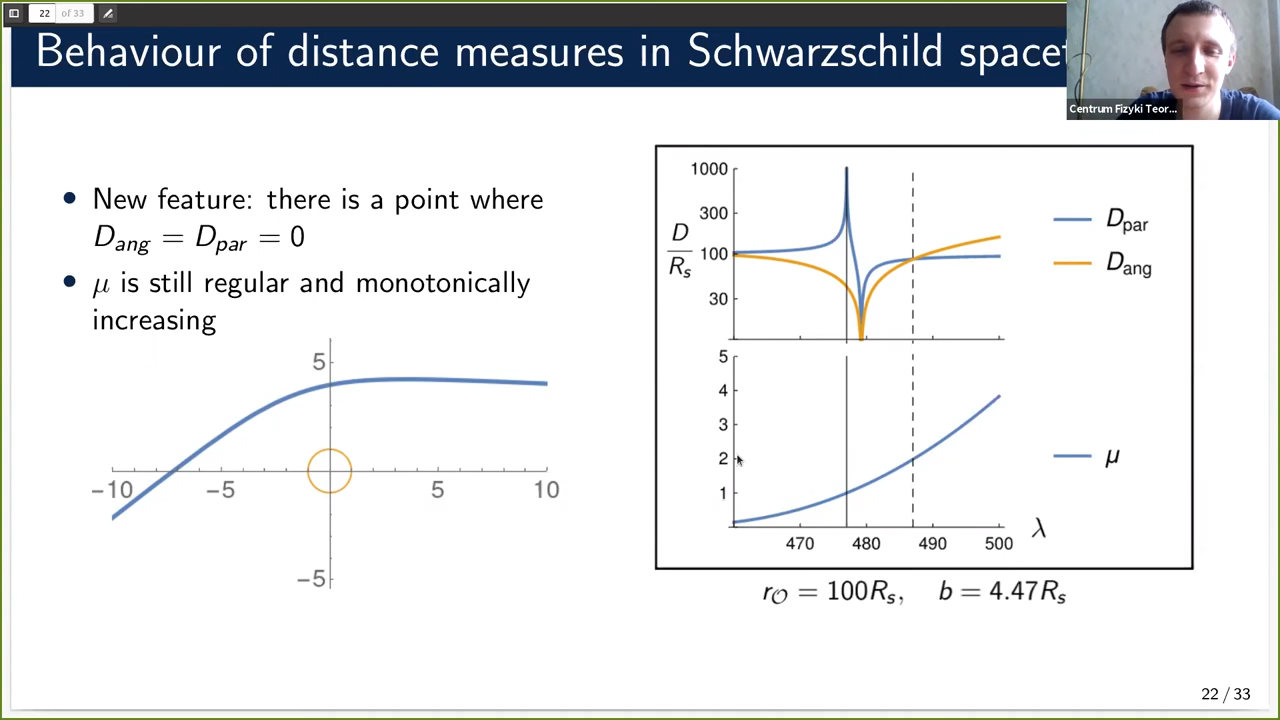 22 of 33
Behaviour of distance measures in Schwarzschild spacet
Centrum Fizyki Teor...
• New feature: there is a point where
D_ang = D_par = 0
• μ is still regular and monotonically
increasing
5
−10 −5 5 10
−5
1000
300
100
30
D/R_s
D_par
D_ang
5
4
3
2
1
μ
470 480 490 500
λ
r_𝒪 = 100R_s, b = 4.47R_s
22 / 33